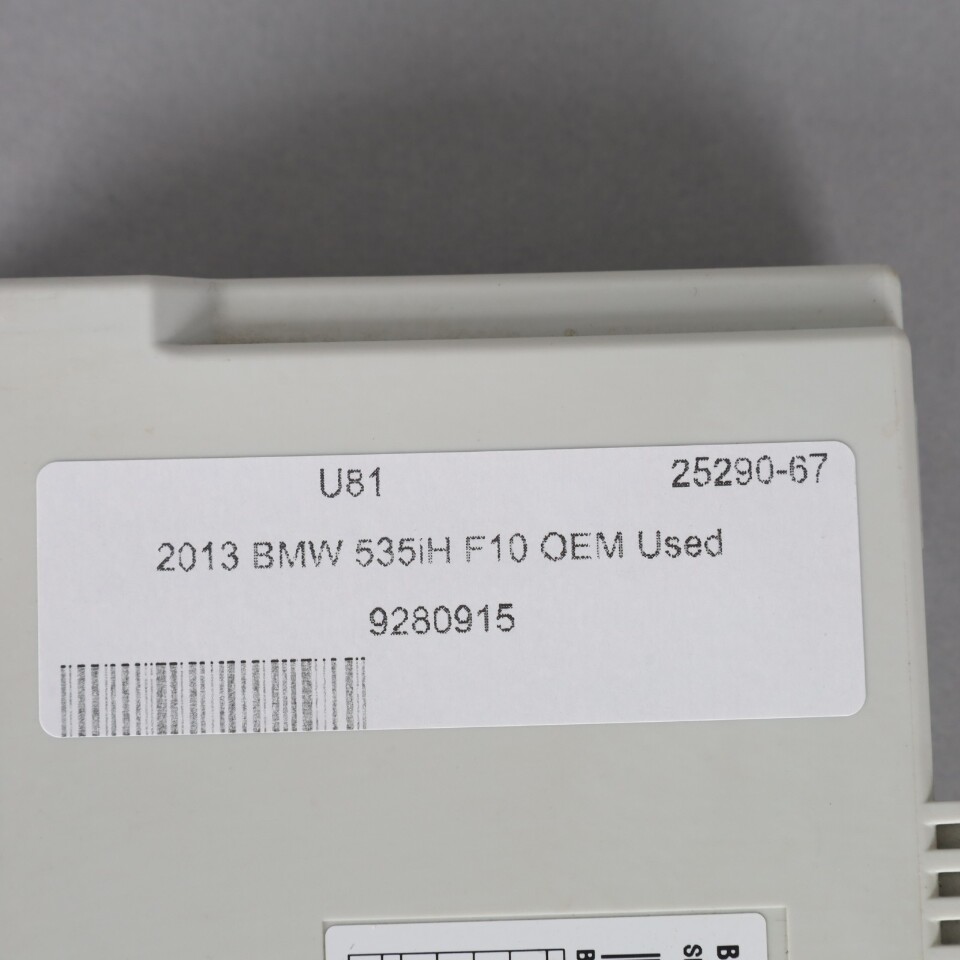 U81 25290-67
2013 BMW 535iH F10 OEM Used
9280915